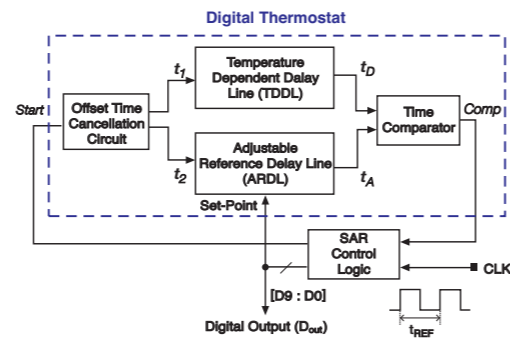 Digital Thermostat
Start
Offset Time
Cancellation
Circuit
t1
t2
Temperature
Dependent Dalay
Line (TDDL)
Adjustable
Reference Delay Line
(ARDL)
tD
tA
Time
Comparator
Comp
Set-Point
SAR
Control
Logic
CLK
[D9 : D0]
Digital Output (Dout)
tREF